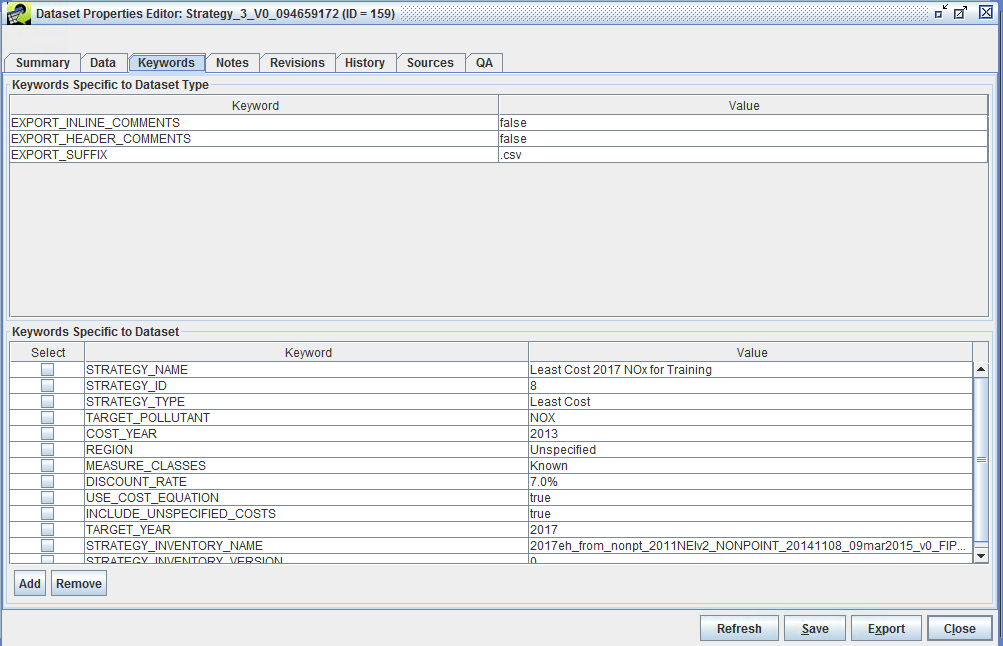 Dataset Properties Editor: Strategy_3_V0_094659172 (ID = 159)
Summary Data Keywords Notes Revisions History Sources QA
Keywords Specific to Dataset Type
Keyword Value
EXPORT_INLINE_COMMENTS false
EXPORT_HEADER_COMMENTS false
EXPORT_SUFFIX .csv
Keywords Specific to Dataset
Select Keyword Value
STRATEGY_NAME Least Cost 2017 NOx for Training
STRATEGY_ID 8
STRATEGY_TYPE Least Cost
TARGET_POLLUTANT NOX
COST_YEAR 2013
REGION Unspecified
MEASURE_CLASSES Known
DISCOUNT_RATE 7.0%
USE_COST_EQUATION true
INCLUDE_UNSPECIFIED_COSTS true
TARGET_YEAR 2017
STRATEGY_INVENTORY_NAME 2017eh_from_nonpt_2011NEIv2_NONPOINT_20141108_09mar2015_v0_FIP...
STRATEGY_INVENTORY_VERSION 0
Add Remove
Refresh Save Export Close